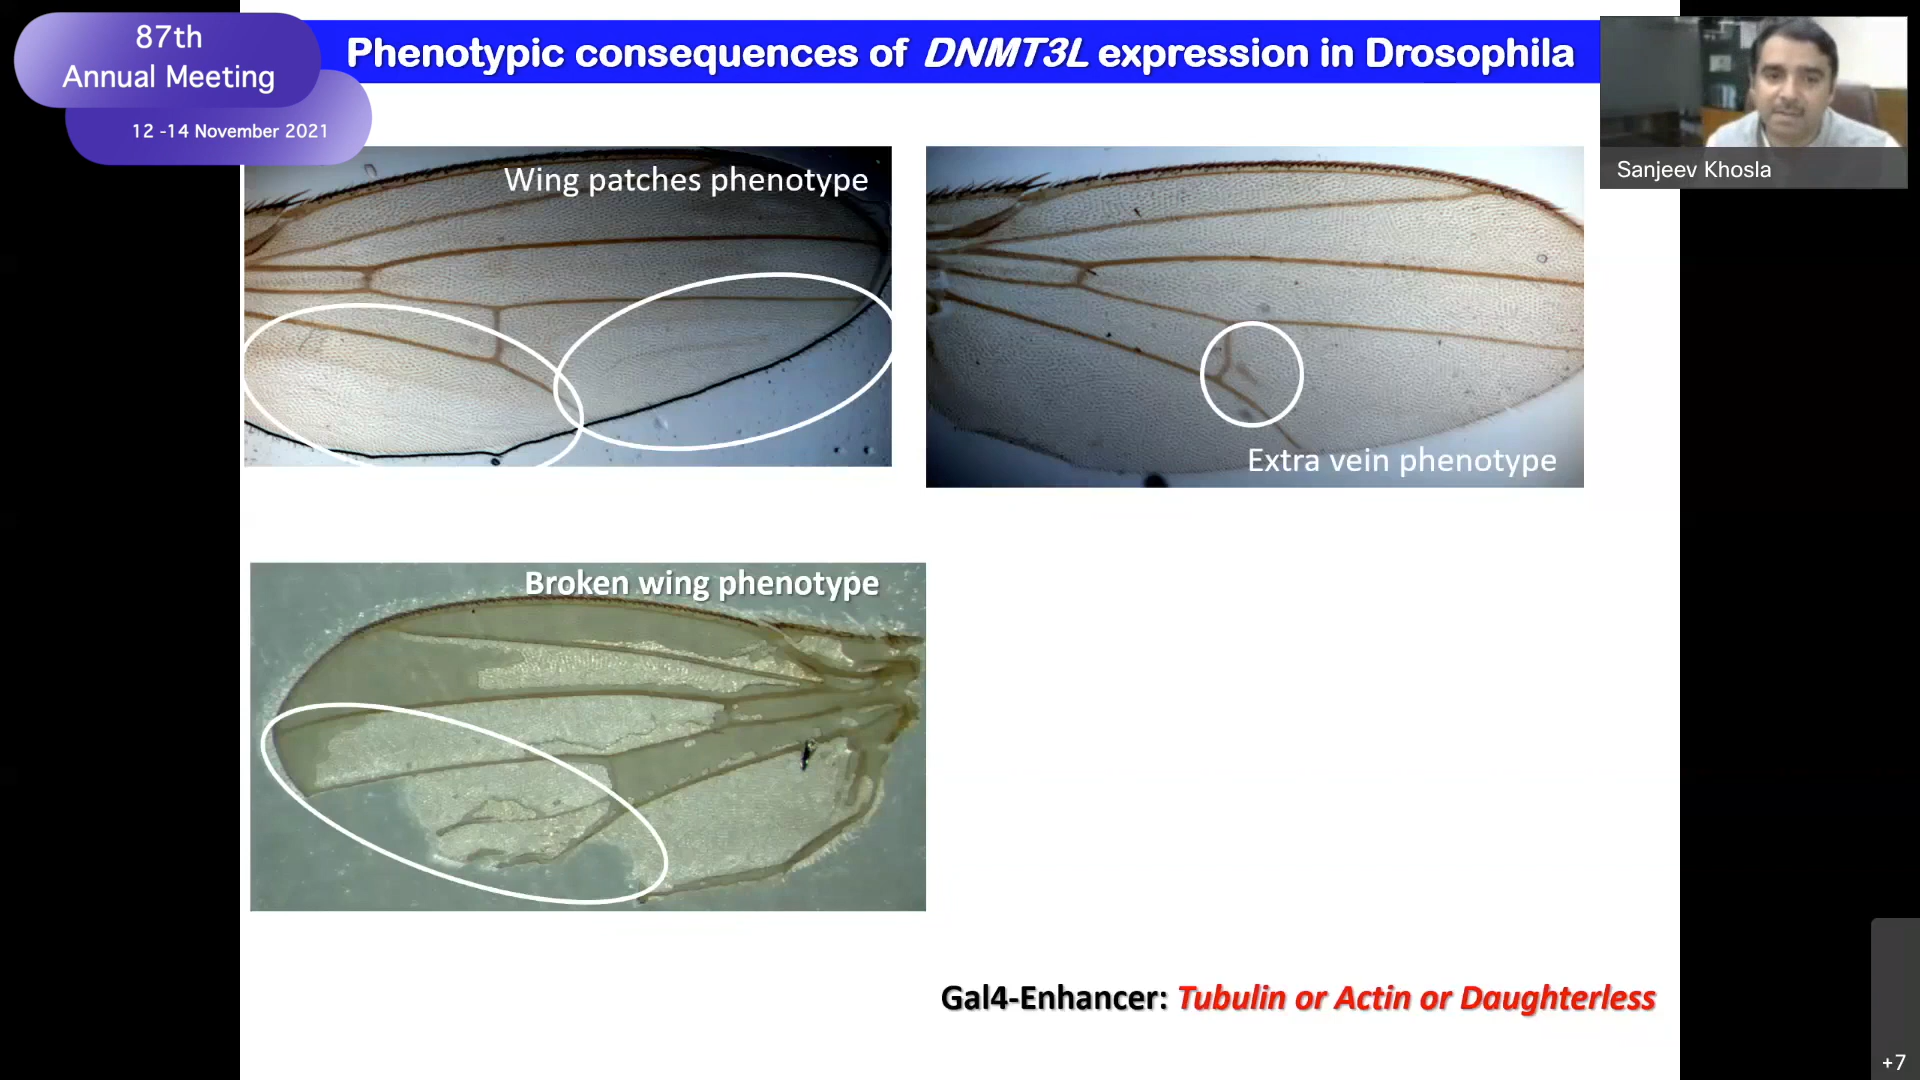 87th
Annual Meeting
12 -14 November 2021
Phenotypic consequences of DNMT3L expression in Drosophila
Sanjeev Khosla
Wing patches phenotype
Extra vein phenotype
Broken wing phenotype
Gal4-Enhancer: Tubulin or Actin or Daughterless
+7